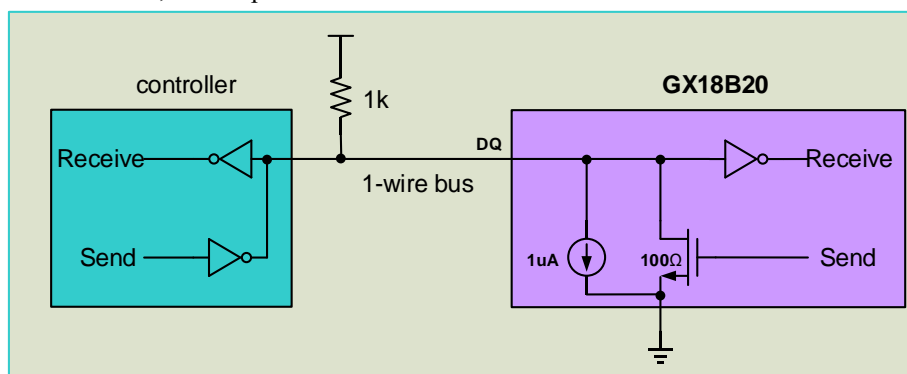 controller
1k
GX18B20
DQ
Receive
Receive
1-wire bus
Send
1uA
100Ω
Send